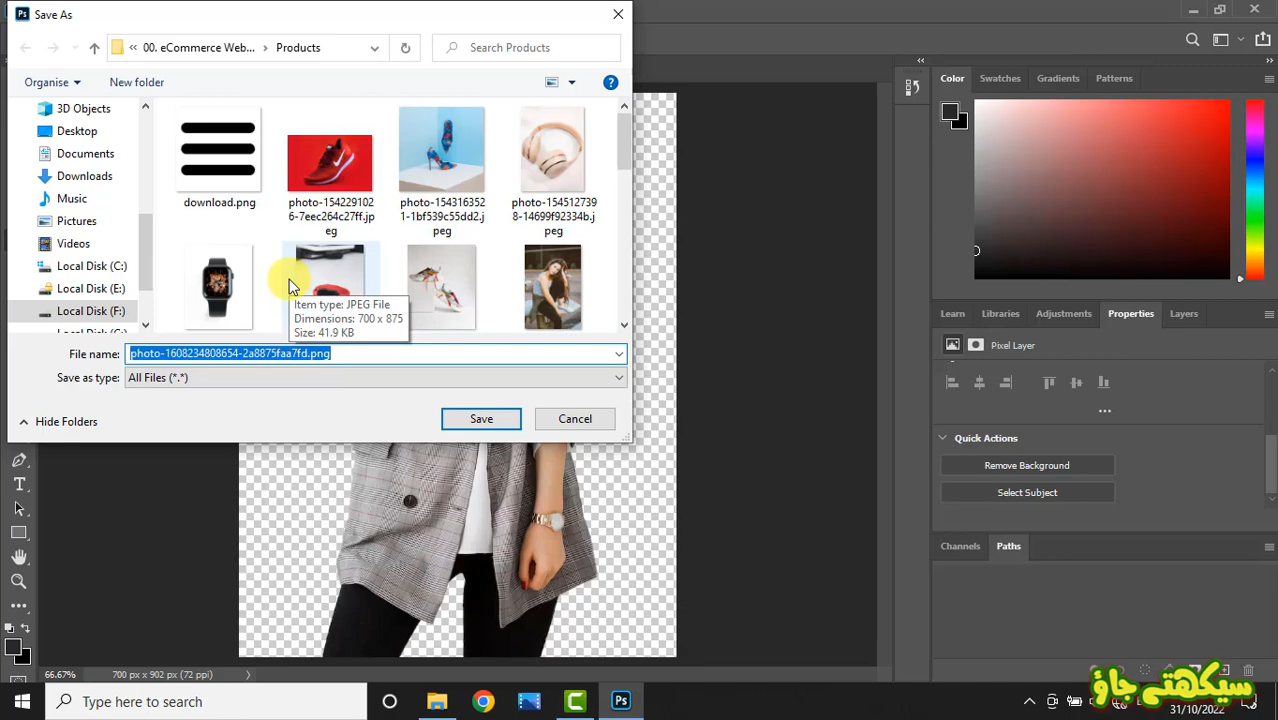 Save As
00. eCommerce Web... Products
Search Products
Organise
New folder
3D Objects
Desktop
Documents
Downloads
Music
Pictures
Videos
Local Disk (C:)
Local Disk (E:)
Local Disk (F:)
download.png
photo-154229102
6-7eec264c27ff.jp
eg
photo-154316352
1-1bf539c55dd2.j
peg
photo-154512739
8-14699f92334b.j
peg
Item type: JPEG File
Dimensions: 700 x 875
Size: 41.9 KB
File name:
photo-1608234808654-2a8875faa7fd.png
Save as type:
All Files (*.*)
Hide Folders
Save
Cancel
Color
Swatches
Gradients
Patterns
Learn
Libraries
Adjustments
Properties
Layers
Pixel Layer
Quick Actions
Remove Background
Select Subject
Channels
Paths
66.67%
700 px x 902 px (72 ppi)
Type here to search
سیکھتی جاؤ
31/10/2022